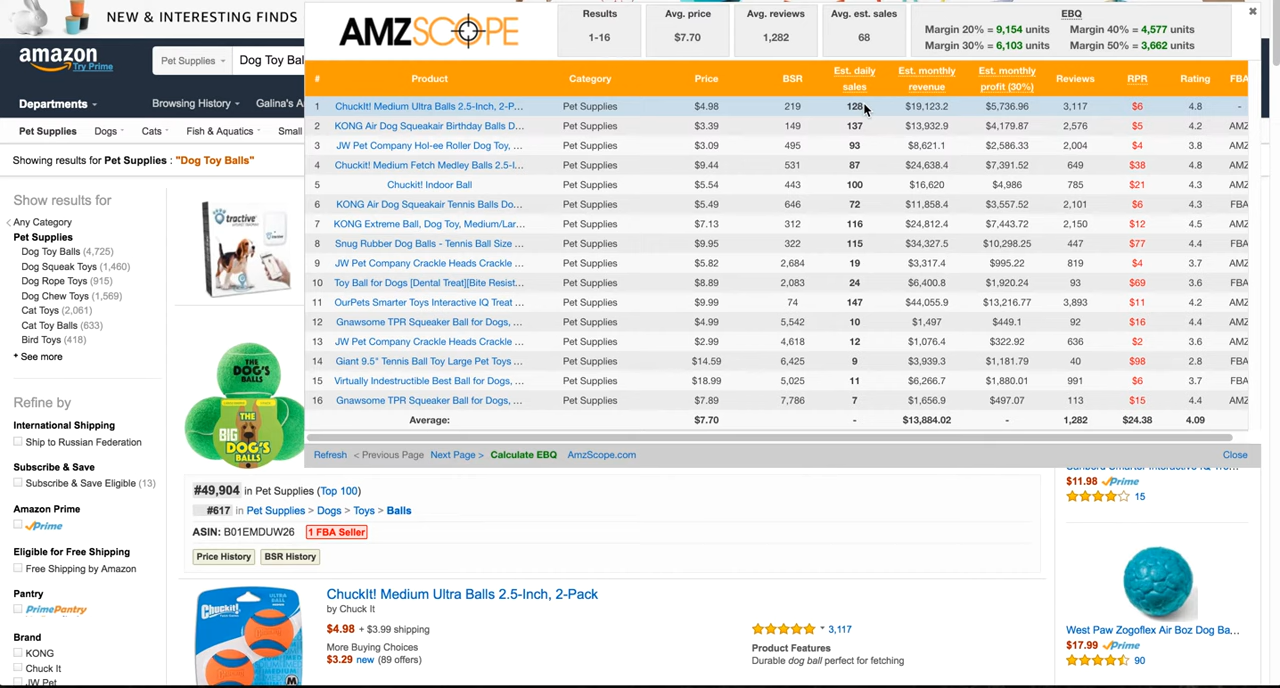 NEW & INTERESTING FINDS
amazon
Try Prime
Pet Supplies
Dog Toy Bal
Departments
Browsing History
Galina's A
Pet Supplies
Dogs
Cats
Fish & Aquatics
Small
Showing results for Pet Supplies : "Dog Toy Balls"
Show results for
Any Category
Pet Supplies
Dog Toy Balls (4,725)
Dog Squeak Toys (1,460)
Dog Rope Toys (915)
Dog Chew Toys (1,569)
Cat Toys (2,061)
Cat Toy Balls (633)
Bird Toys (418)
+ See more
Refine by
International Shipping
Ship to Russian Federation
Subscribe & Save
Subscribe & Save Eligible (13)
Amazon Prime
Prime
Eligible for Free Shipping
Free Shipping by Amazon
Pantry
PrimePantry
Brand
KONG
Chuck It
JW Pet
AMZSCOPE
Results
1-16
Avg. price
$7.70
Avg. reviews
1,282
Avg. est. sales
68
EBQ
Margin 20% = 9,154 units Margin 40% = 4,577 units
Margin 30% = 6,103 units Margin 50% = 3,662 units
# Product Category Price BSR Est. daily sales Est. monthly revenue Est. monthly profit (30%) Reviews RPR Rating FBA
1 ChuckIt! Medium Ultra Balls 2.5-Inch, 2-P... Pet Supplies $4.98 219 128 $19,123.2 $5,736.96 3,117 $6 4.8 -
2 KONG Air Dog Squeakair Birthday Balls D... Pet Supplies $3.39 149 137 $13,932.9 $4,179.87 2,576 $5 4.2 AMZ
3 JW Pet Company Hol-ee Roller Dog Toy, ... Pet Supplies $3.09 495 93 $8,621.1 $2,586.33 2,004 $4 3.8 AMZ
4 Chuckit! Medium Fetch Medley Balls 2.5-I... Pet Supplies $9.44 531 87 $24,638.4 $7,391.52 649 $38 4.8 AMZ
5 Chuckit! Indoor Ball Pet Supplies $5.54 443 100 $16,620 $4,986 785 $21 4.3 AMZ
6 KONG Air Dog Squeakair Tennis Balls Do... Pet Supplies $5.49 646 72 $11,858.4 $3,557.52 2,101 $6 4.3 AMZ
7 KONG Extreme Ball, Dog Toy, Medium/Lar... Pet Supplies $7.13 312 116 $24,812.4 $7,443.72 2,150 $12 4.5 AMZ
8 Snug Rubber Dog Balls - Tennis Ball Size ... Pet Supplies $9.95 322 115 $34,327.5 $10,298.25 447 $77 4.4 FBA
9 JW Pet Company Crackle Heads Crackle ... Pet Supplies $5.82 2,684 19 $3,317.4 $995.22 819 $4 3.7 AMZ
10 Toy Ball for Dogs [Dental Treat][Bite Resist... Pet Supplies $8.89 2,083 24 $6,400.8 $1,920.24 93 $69 3.6 FBA
11 OurPets Smarter Toys Interactive IQ Treat ... Pet Supplies $9.99 74 147 $44,055.9 $13,216.77 3,893 $11 4.2 AMZ
12 Gnawsome TPR Squeaker Ball for Dogs, ... Pet Supplies $4.99 5,542 10 $1,497 $449.1 92 $16 4.4 AMZ
13 JW Pet Company Crackle Heads Crackle ... Pet Supplies $2.99 4,618 12 $1,076.4 $322.92 636 $2 3.6 AMZ
14 Giant 9.5" Tennis Ball Toy Large Pet Toys ... Pet Supplies $14.59 6,425 9 $3,939.3 $1,181.79 40 $98 2.8 FBA
15 Virtually Indestructible Best Ball for Dogs, ... Pet Supplies $18.99 5,025 11 $6,266.7 $1,880.01 991 $6 3.7 FBA
16 Gnawsome TPR Squeaker Ball for Dogs, ... Pet Supplies $7.89 7,786 7 $1,656.9 $497.07 113 $15 4.4 AMZ
Average: $7.70 - $13,884.02 - 1,282 $24.38 4.09
Refresh < Previous Page Next Page > Calculate EBQ AmzScope.com Close
tractive
THE DOG'S BALLS
THE BIG DOG'S BALLS
#49,904 in Pet Supplies (Top 100)
#617 in Pet Supplies > Dogs > Toys > Balls
ASIN: B01EMDUW26 1 FBA Seller
Price History BSR History
Chuckit!
ULTRA BALL
M
ChuckIt! Medium Ultra Balls 2.5-Inch, 2-Pack
by Chuck It
$4.98 + $3.99 shipping
More Buying Choices
$3.29 new (89 offers)
3,117
Product Features
Durable dog ball perfect for fetching
$11.98 Prime
15
West Paw Zogoflex Air Boz Dog Ba...
$17.99 Prime
90